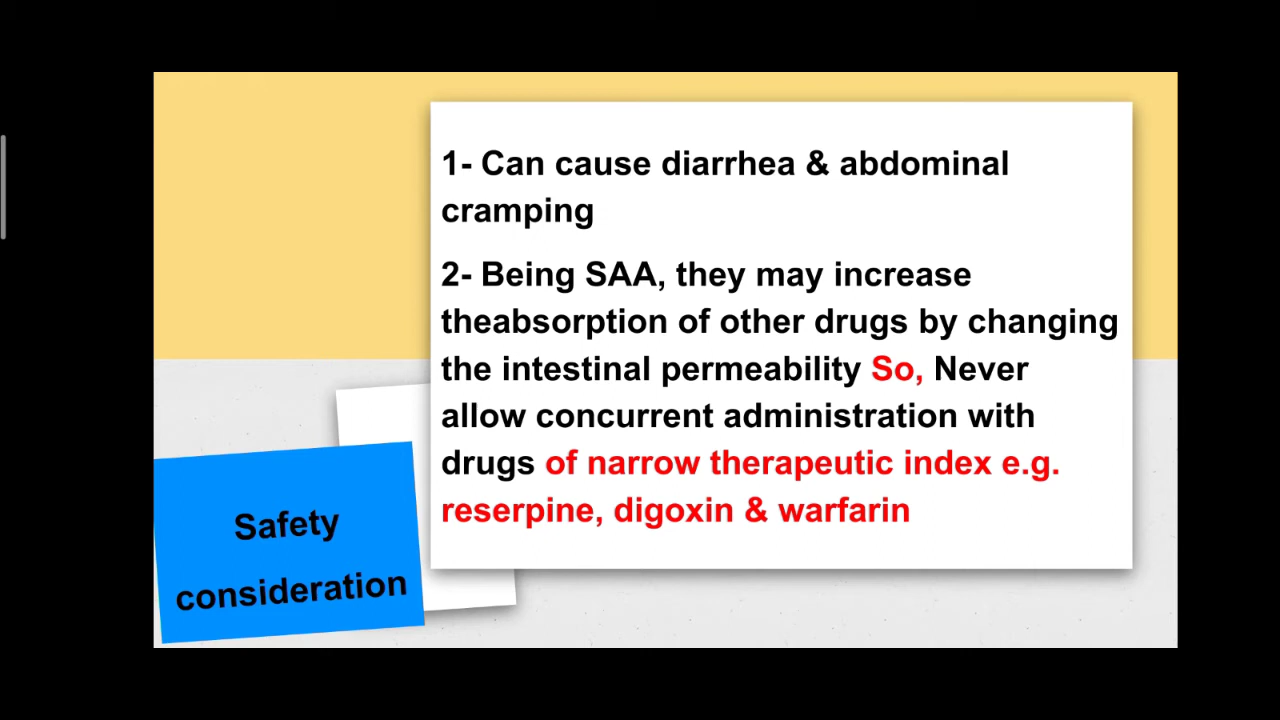 1- Can cause diarrhea & abdominal
cramping
2- Being SAA, they may increase
theabsorption of other drugs by changing
the intestinal permeability So, Never
allow concurrent administration with
drugs of narrow therapeutic index e.g.
reserpine, digoxin & warfarin
Safety
consideration